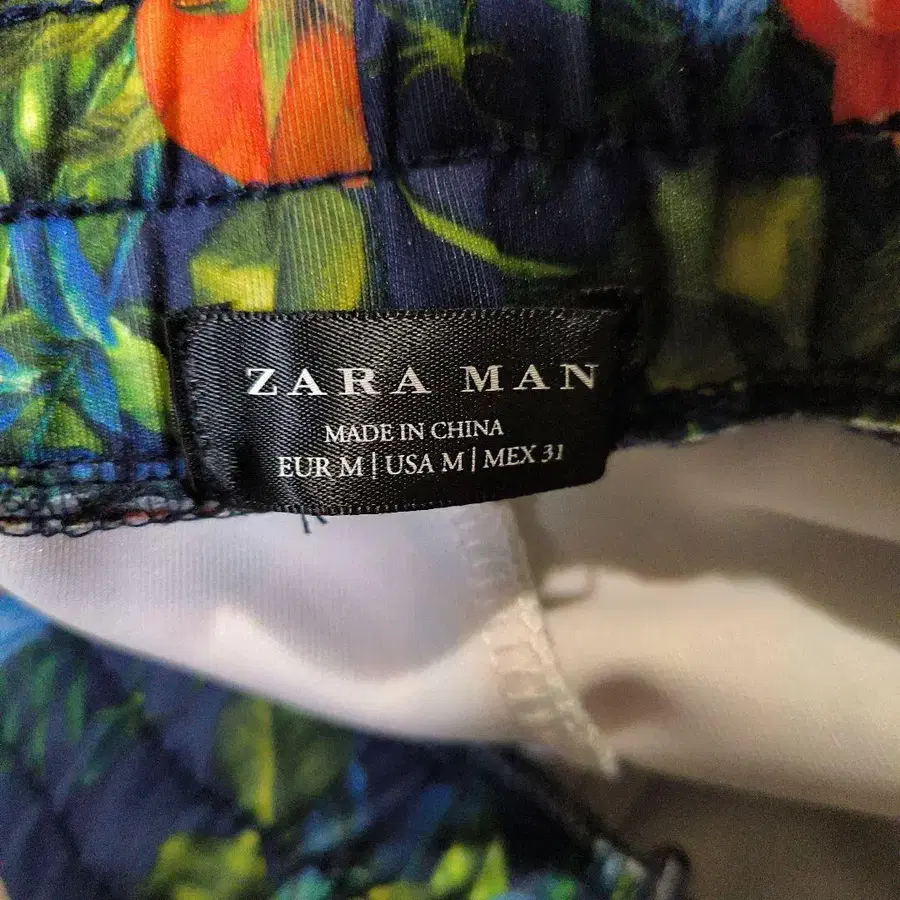 ZARA MAN
MADE IN CHINA
EUR M | USA M | MEX 31